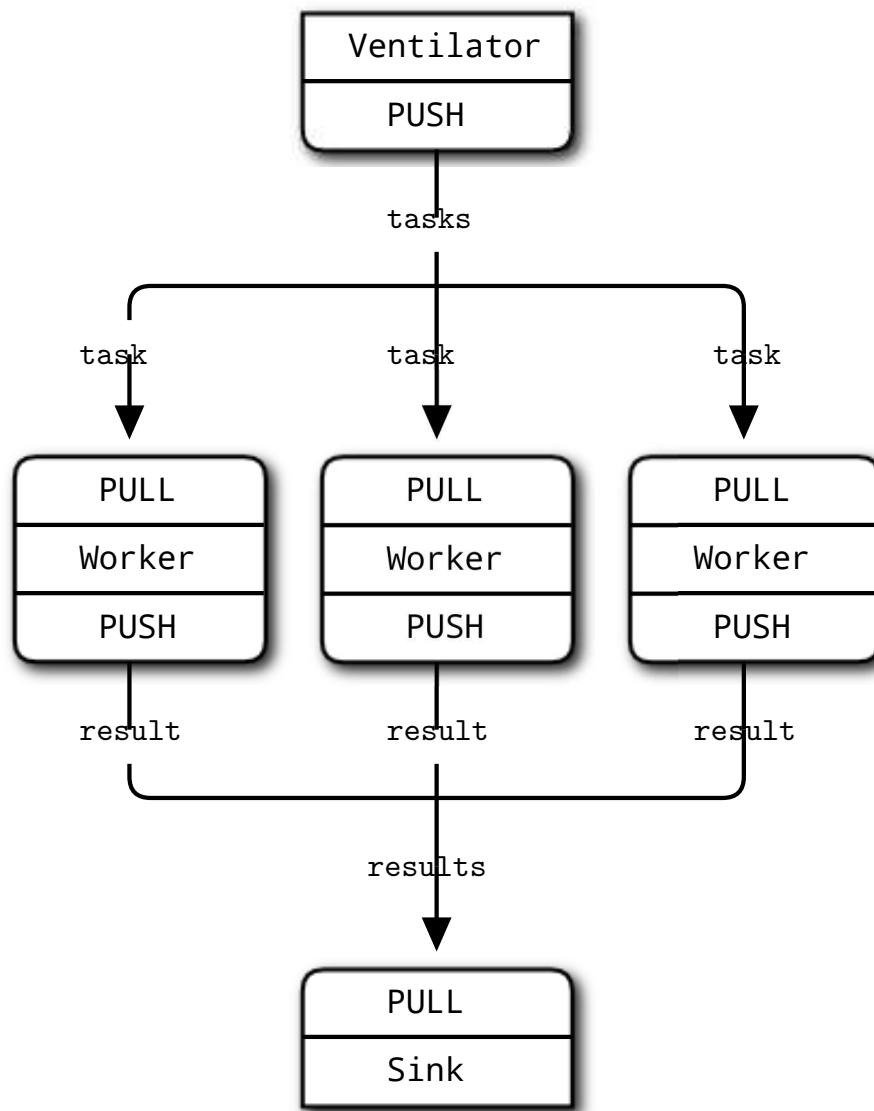 Ventilator
PUSH
tasks
task task task
PULL PULL PULL
Worker Worker Worker
PUSH PUSH PUSH
result result result
results
PULL
Sink